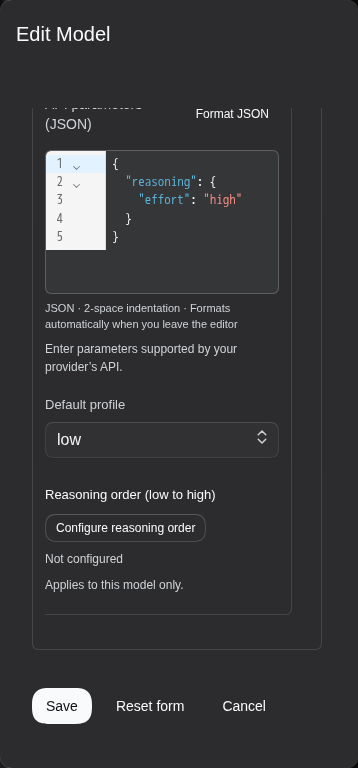 Edit Model
API parameters
(JSON)
Format JSON
1 {
2 "reasoning": {
3 "effort": "high"
4 }
5 }
JSON · 2-space indentation · Formats
automatically when you leave the editor
Enter parameters supported by your
provider's API.
Default profile
low
Reasoning order (low to high)
Configure reasoning order
Not configured
Applies to this model only.
Save Reset form Cancel